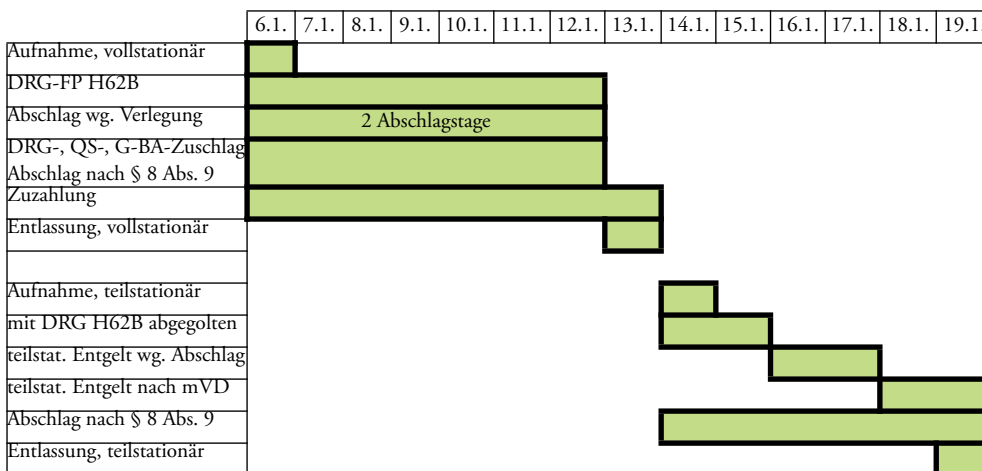 6.1. 7.1. 8.1. 9.1. 10.1. 11.1. 12.1. 13.1. 14.1. 15.1. 16.1. 17.1. 18.1. 19.1
Aufnahme, vollstationär
DRG-FP H62B
Abschlag wg. Verlegung 2 Abschlagstage
DRG-, QS-, G-BA-Zuschlag
Abschlag nach § 8 Abs. 9
Zuzahlung
Entlassung, vollstationär
Aufnahme, teilstationär
mit DRG H62B abgegolten
teilstat. Entgelt wg. Abschlag
teilstat. Entgelt nach mVD
Abschlag nach § 8 Abs. 9
Entlassung, teilstationär